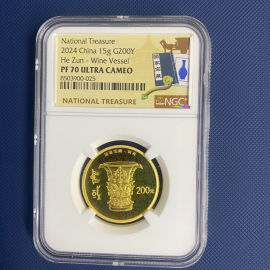 National Treasure
2024 China 15g G200Y
He Zun - Wine Vessel
PF 70 ULTRA CAMEO
8503900-025
NATIONAL TREASURE
NGC
200元